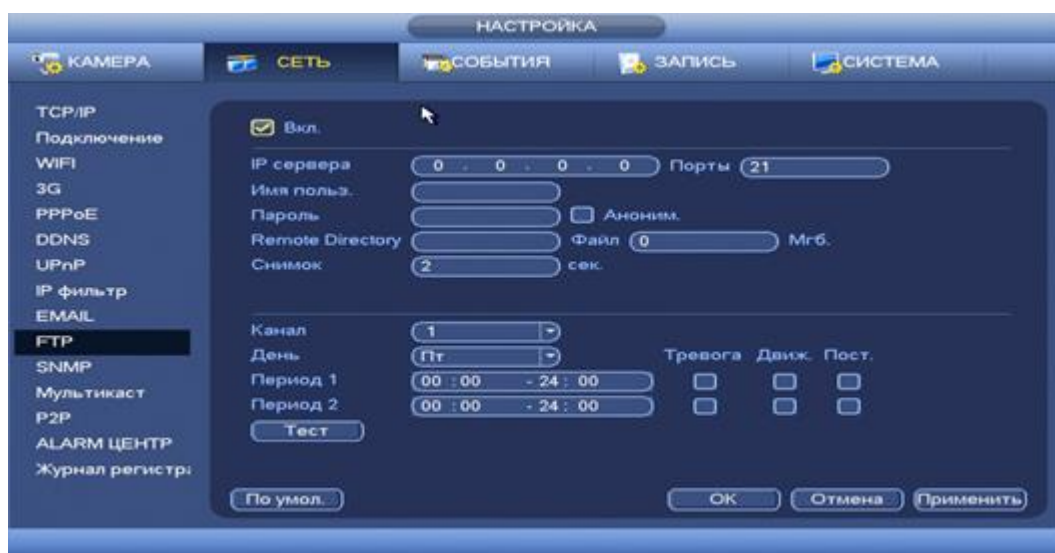 НАСТРОЙКА
КАМЕРА СЕТЬ СОБЫТИЯ ЗАПИСЬ СИСТЕМА
TCP/IP
Подключение
WIFI
3G
PPPoE
DDNS
UPnP
IP фильтр
EMAIL
FTP
SNMP
Мультикаст
P2P
ALARM ЦЕНТР
Журнал регистра
Вкл.
IP сервера 0 . 0 . 0 . 0 Порты 21
Имя польз.
Пароль Аноним.
Remote Directory Файл 0 Мгб.
Снимок 2 сек.
Канал 1
День Пт Тревога Движ. Пост.
Период 1 00 : 00 - 24 : 00
Период 2 00 : 00 - 24 : 00
Тест
По умол. OK Отмена Применить